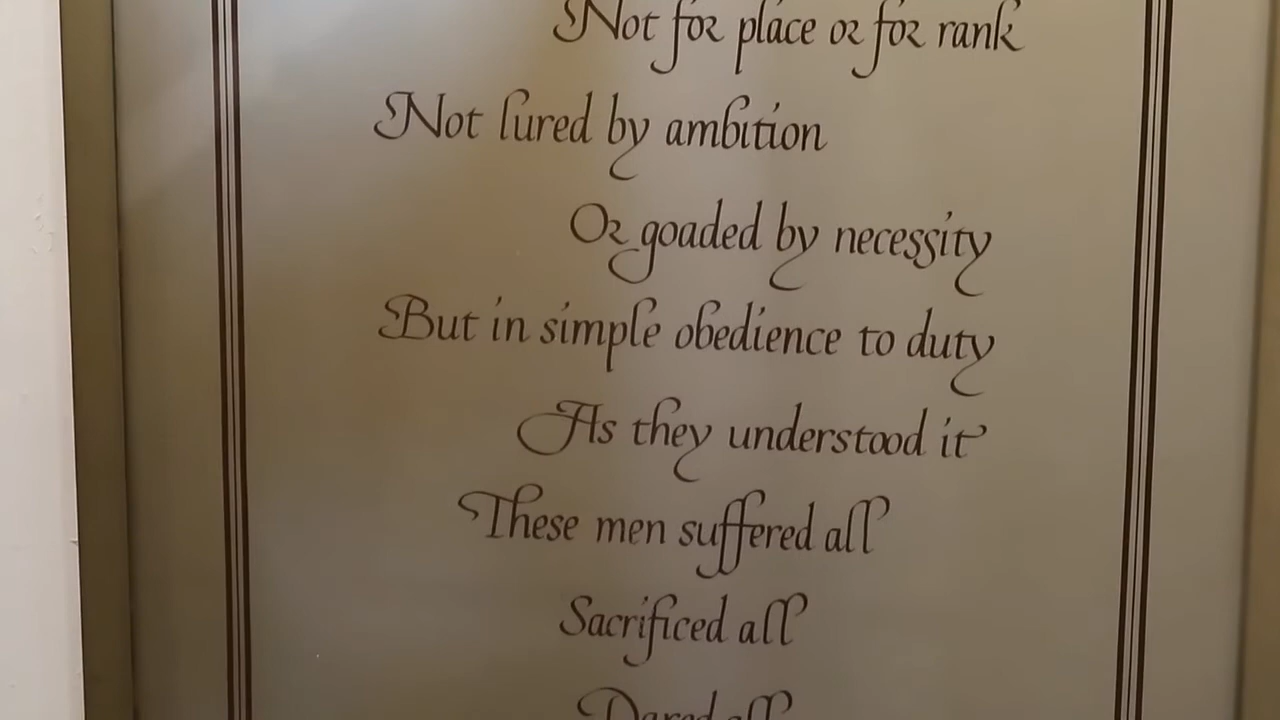 Not for place or for rank
Not lured by ambition
Or goaded by necessity
But in simple obedience to duty
As they understood it
These men suffered all
Sacrificed all
Dared all